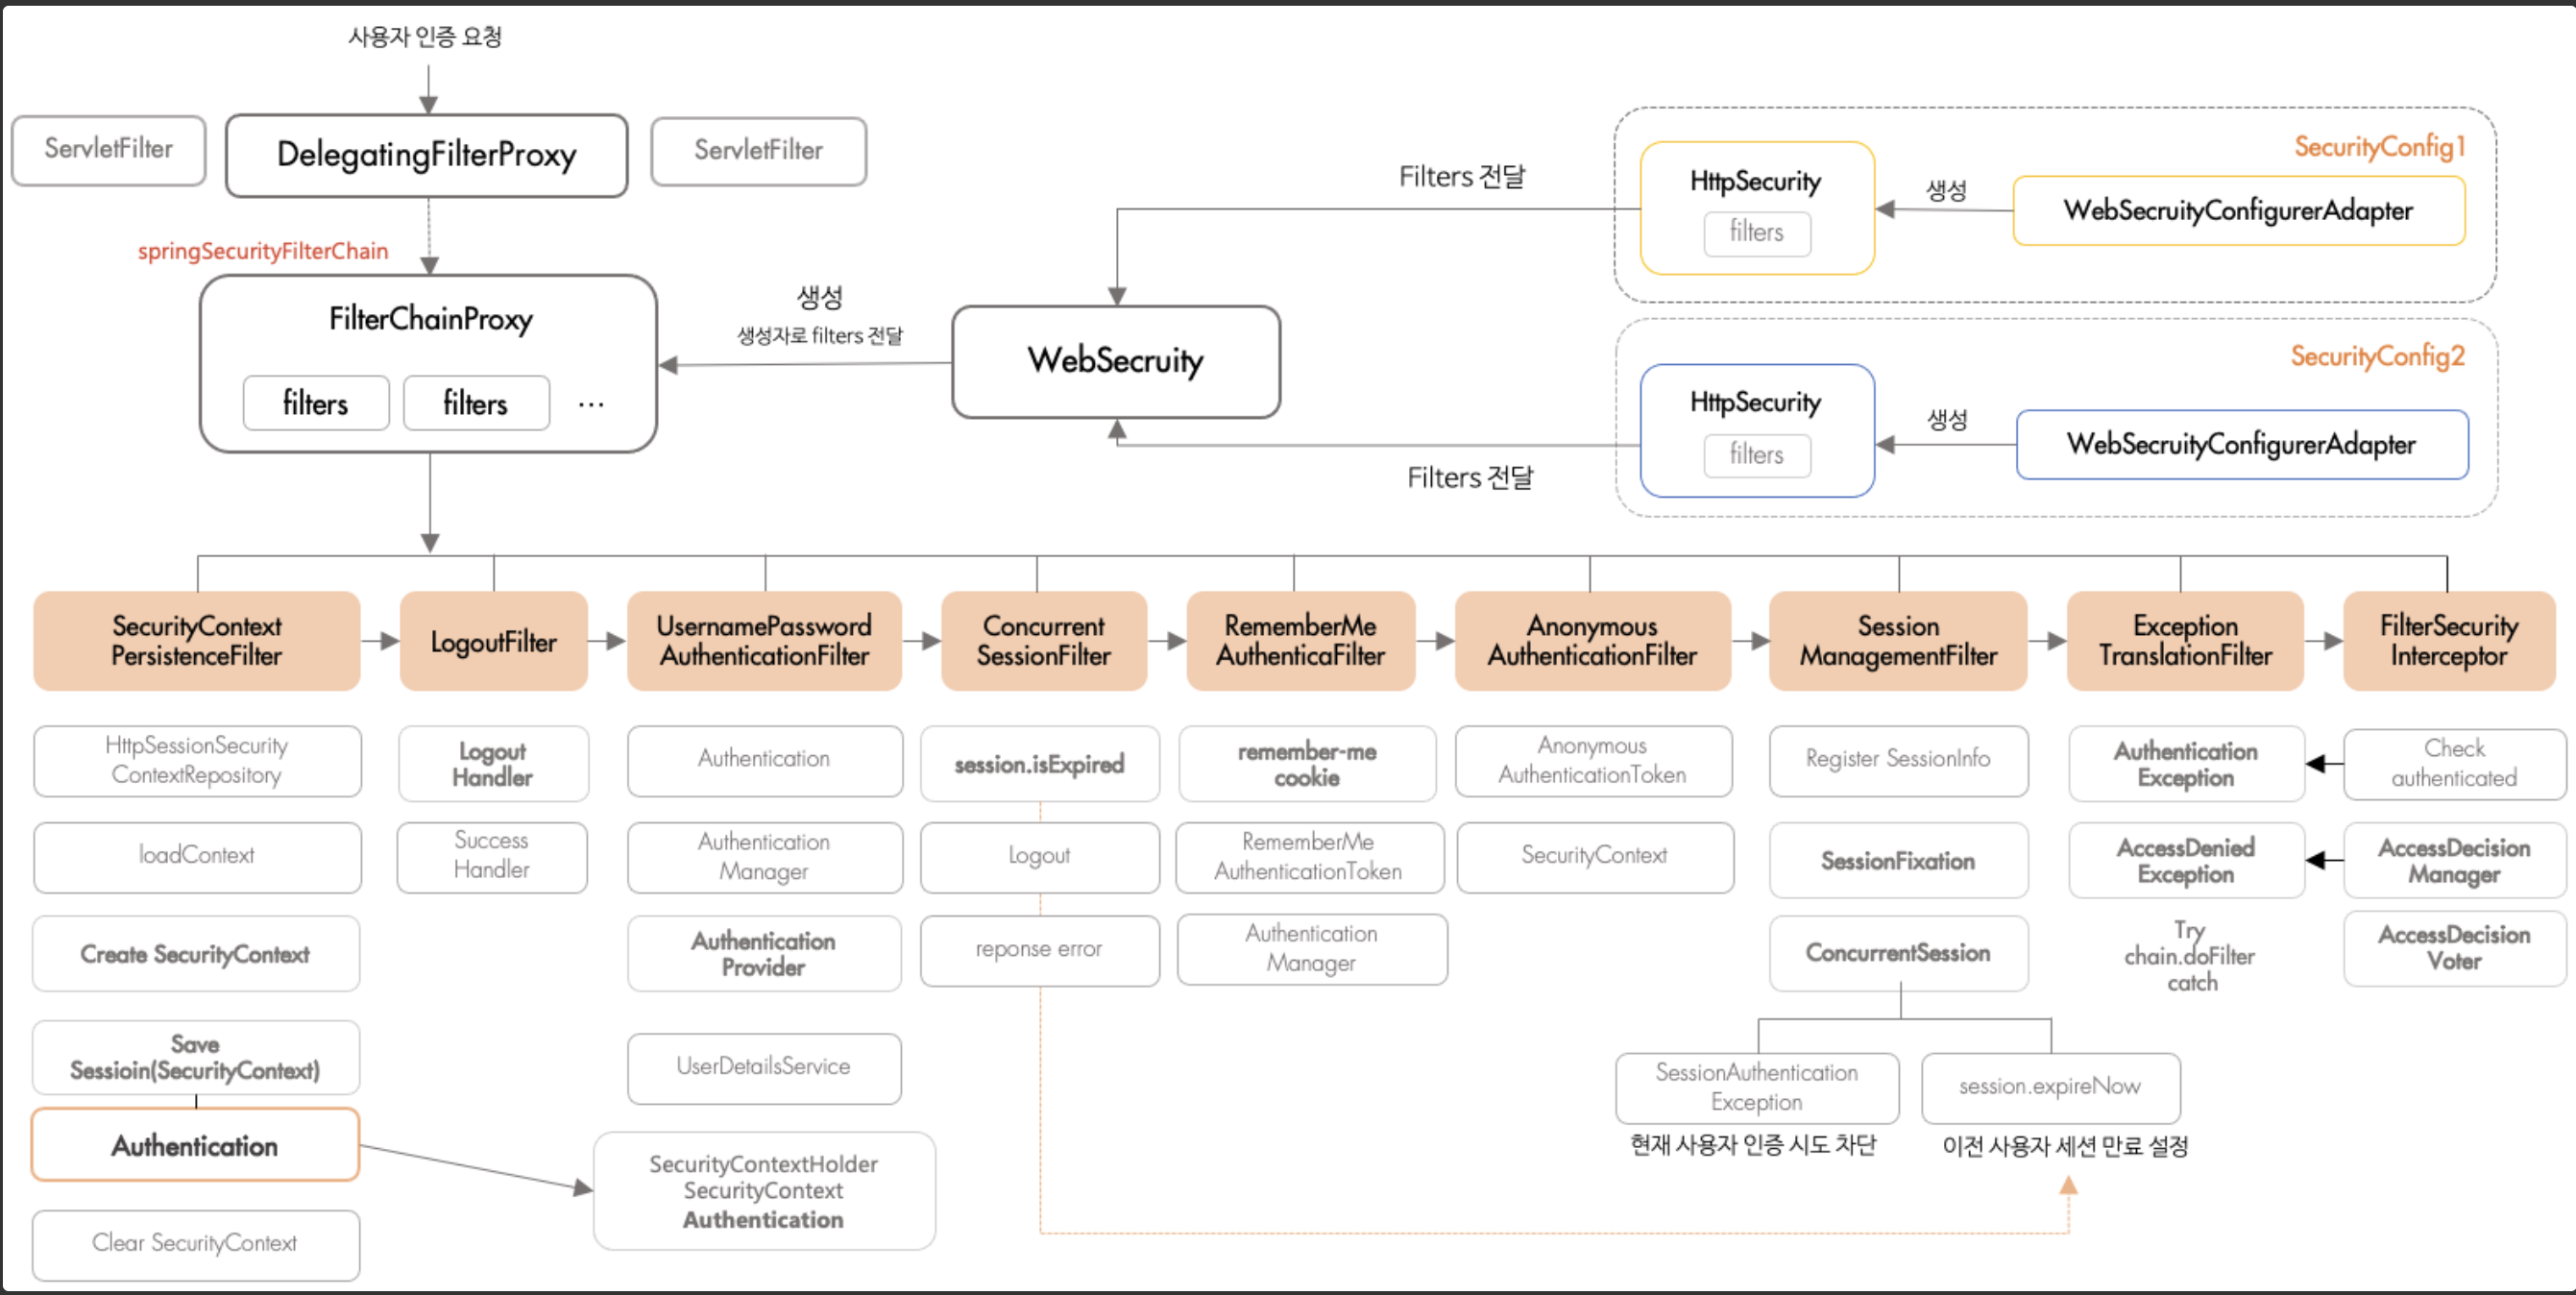 사용자 인증 요청
ServletFilter
DelegatingFilterProxy
ServletFilter
springSecurityFilterChain
FilterChainProxy
filters
filters
...
생성
생성자로 filters 전달
WebSecruity
Filters 전달
Filters 전달
SecurityConfig1
HttpSecurity
filters
생성
WebSecruityConfigurerAdapter
SecurityConfig2
HttpSecurity
filters
생성
WebSecruityConfigurerAdapter
SecurityContext
PersistenceFilter
LogoutFilter
UsernamePassword
AuthenticationFilter
Concurrent
SessionFilter
RememberMe
AuthenticaFilter
Anonymous
AuthenticationFilter
Session
ManagementFilter
Exception
TranslationFilter
FilterSecurity
Interceptor
HttpSessionSecurity
ContextRepository
loadContext
Create SecurityContext
Save
Sessioin(SecurityContext)
Authentication
Clear SecurityContext
Logout
Handler
Success
Handler
Authentication
Authentication
Manager
Authentication
Provider
UserDetailsService
SecurityContextHolder
SecurityContext
Authentication
session.isExpired
Logout
reponse error
remember-me
cookie
RememberMe
AuthenticationToken
Authentication
Manager
Anonymous
AuthenticationToken
SecurityContext
Register SessionInfo
SessionFixation
ConcurrentSession
SessionAuthentication
Exception
현재 사용자 인증 시도 차단
session.expireNow
이전 사용자 세션 만료 설정
Authentication
Exception
AccessDenied
Exception
Try
chain.doFilter
catch
Check
authenticated
AccessDecision
Manager
AccessDecision
Voter